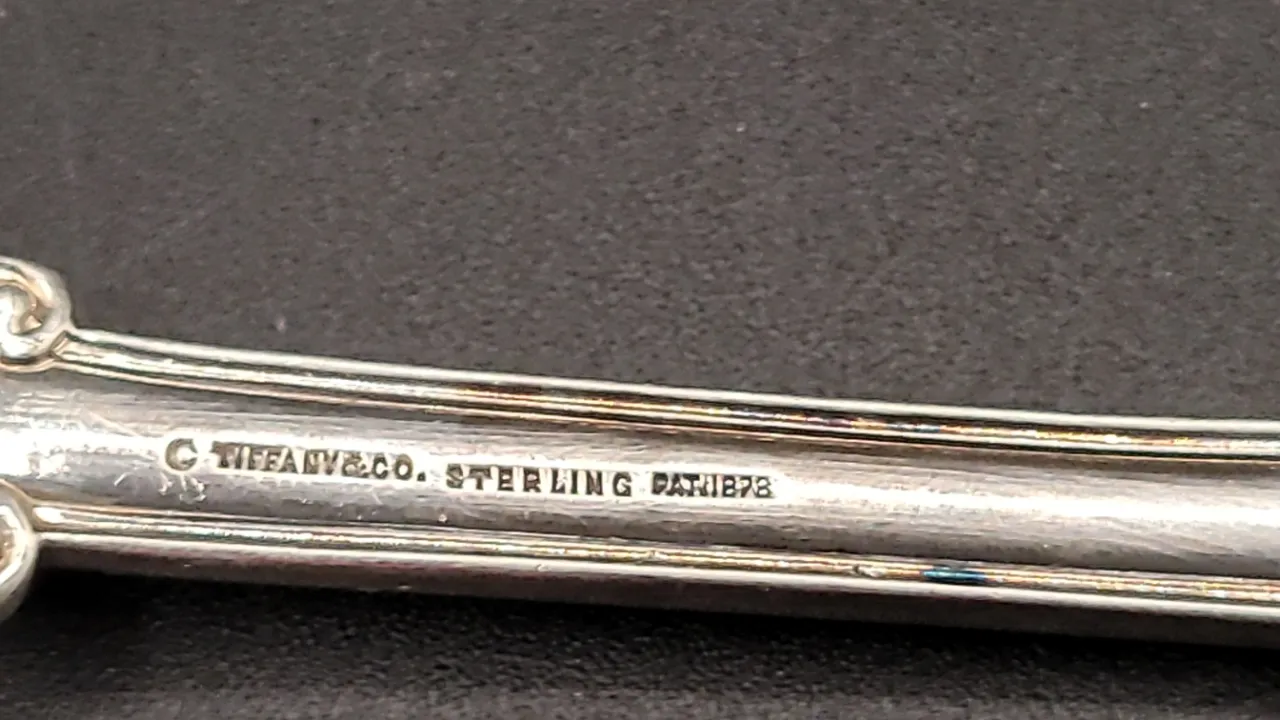 C TIFFANY&CO. STERLING PAT.1878